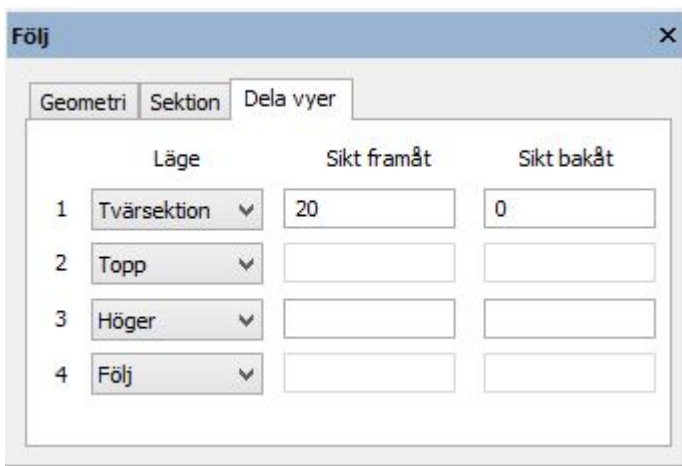 Följ
Geometri Sektion Dela vyer
Läge Sikt framåt Sikt bakåt
1 Tvärsektion 20 0
2 Topp
3 Höger
4 Följ